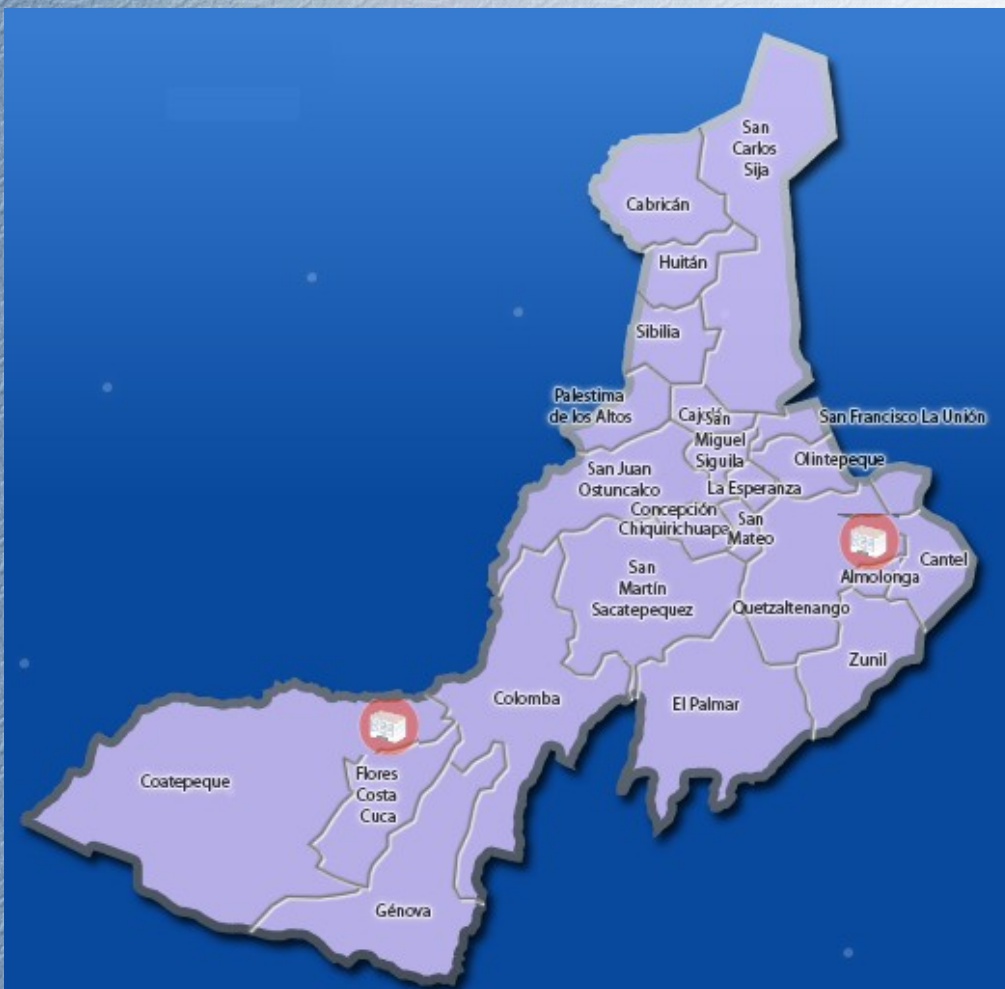 San
Carlos
Sija
Cabricán
Huitán
Sibilia
Palestima
de los Altos
Cajolá
San
Miguel
Siguila
San Francisco La Unión
Olintepeque
San Juan
Ostuncalco
La Esperanza
Concepción
Chiquirichuapa
San
Mateo
San
Martín
Sacatepequez
Almolonga
Cantel
Quetzaltenango
Zunil
Colomba
El Palmar
Coatepeque
Flores
Costa
Cuca
Génova